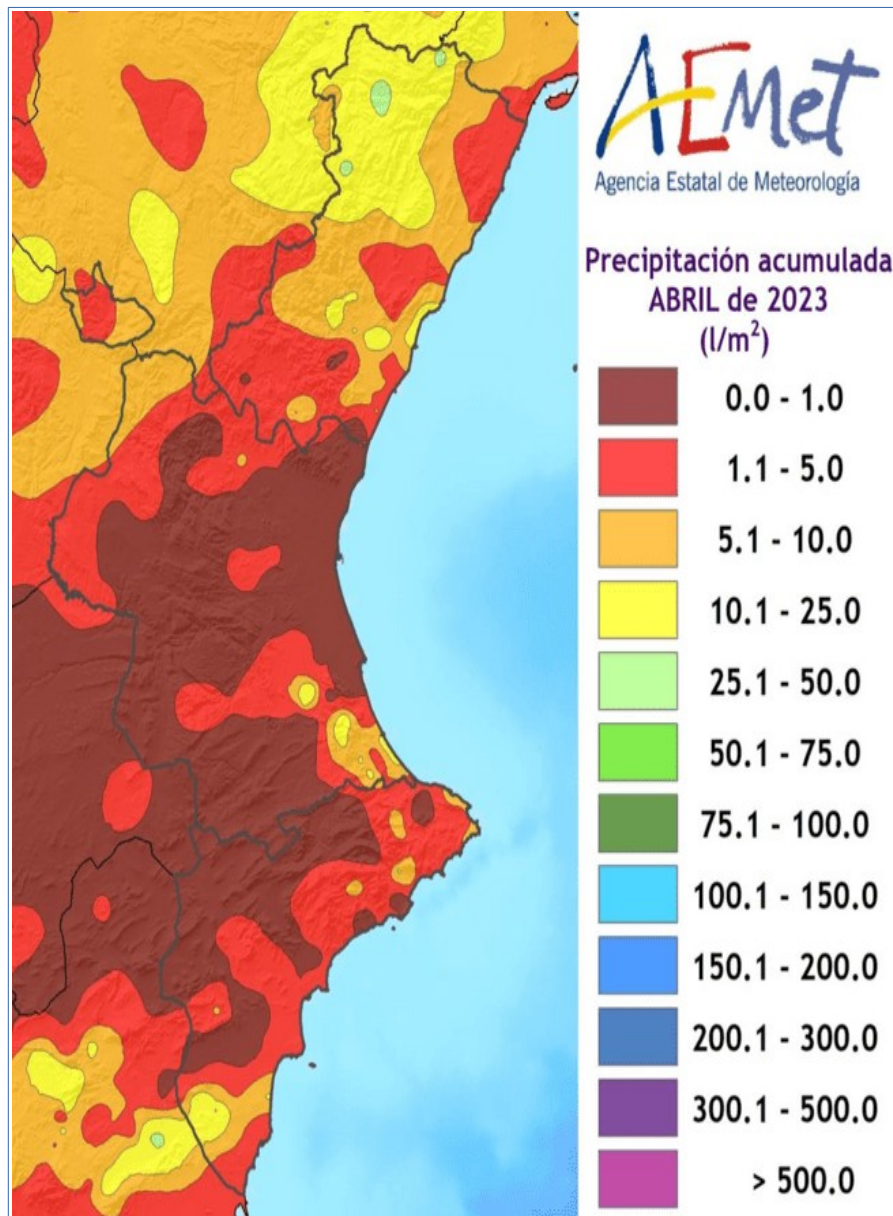 AEMet
Agencia Estatal de Meteorología
Precipitación acumulada
ABRIL de 2023
(l/m²)
0.0 - 1.0
1.1 - 5.0
5.1 - 10.0
10.1 - 25.0
25.1 - 50.0
50.1 - 75.0
75.1 - 100.0
100.1 - 150.0
150.1 - 200.0
200.1 - 300.0
300.1 - 500.0
> 500.0